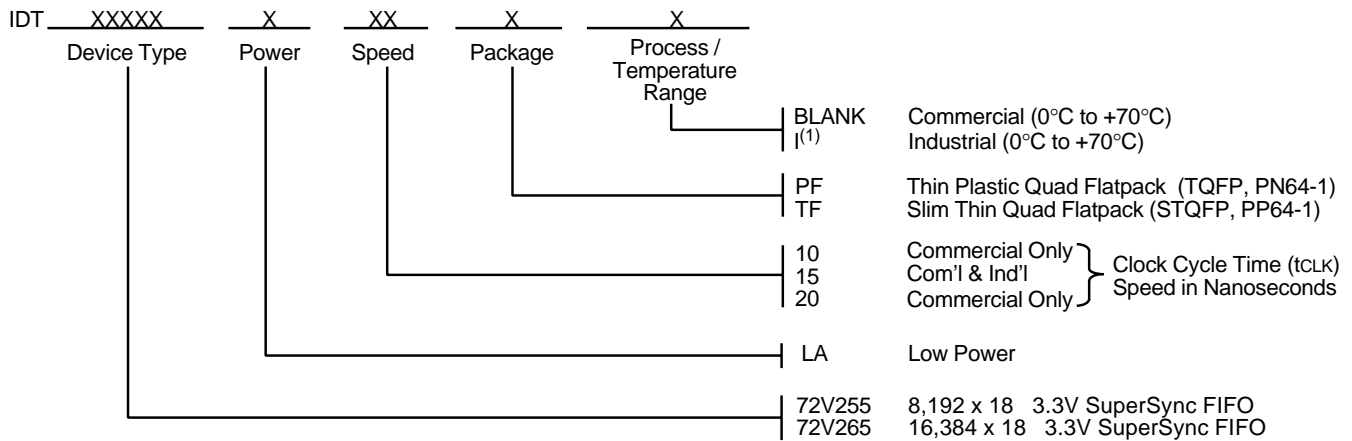 IDT XXXXX X XX X X
Device Type Power Speed Package Process /
Temperature
Range
BLANK Commercial (0°C to +70°C)
I(1) Industrial (0°C to +70°C)
PF Thin Plastic Quad Flatpack (TQFP, PN64-1)
TF Slim Thin Quad Flatpack (STQFP, PP64-1)
10 Commercial Only
15 Com'l & Ind'l
20 Commercial Only
Clock Cycle Time (tCLK)
Speed in Nanoseconds
LA Low Power
72V255 8,192 x 18 3.3V SuperSync FIFO
72V265 16,384 x 18 3.3V SuperSync FIFO